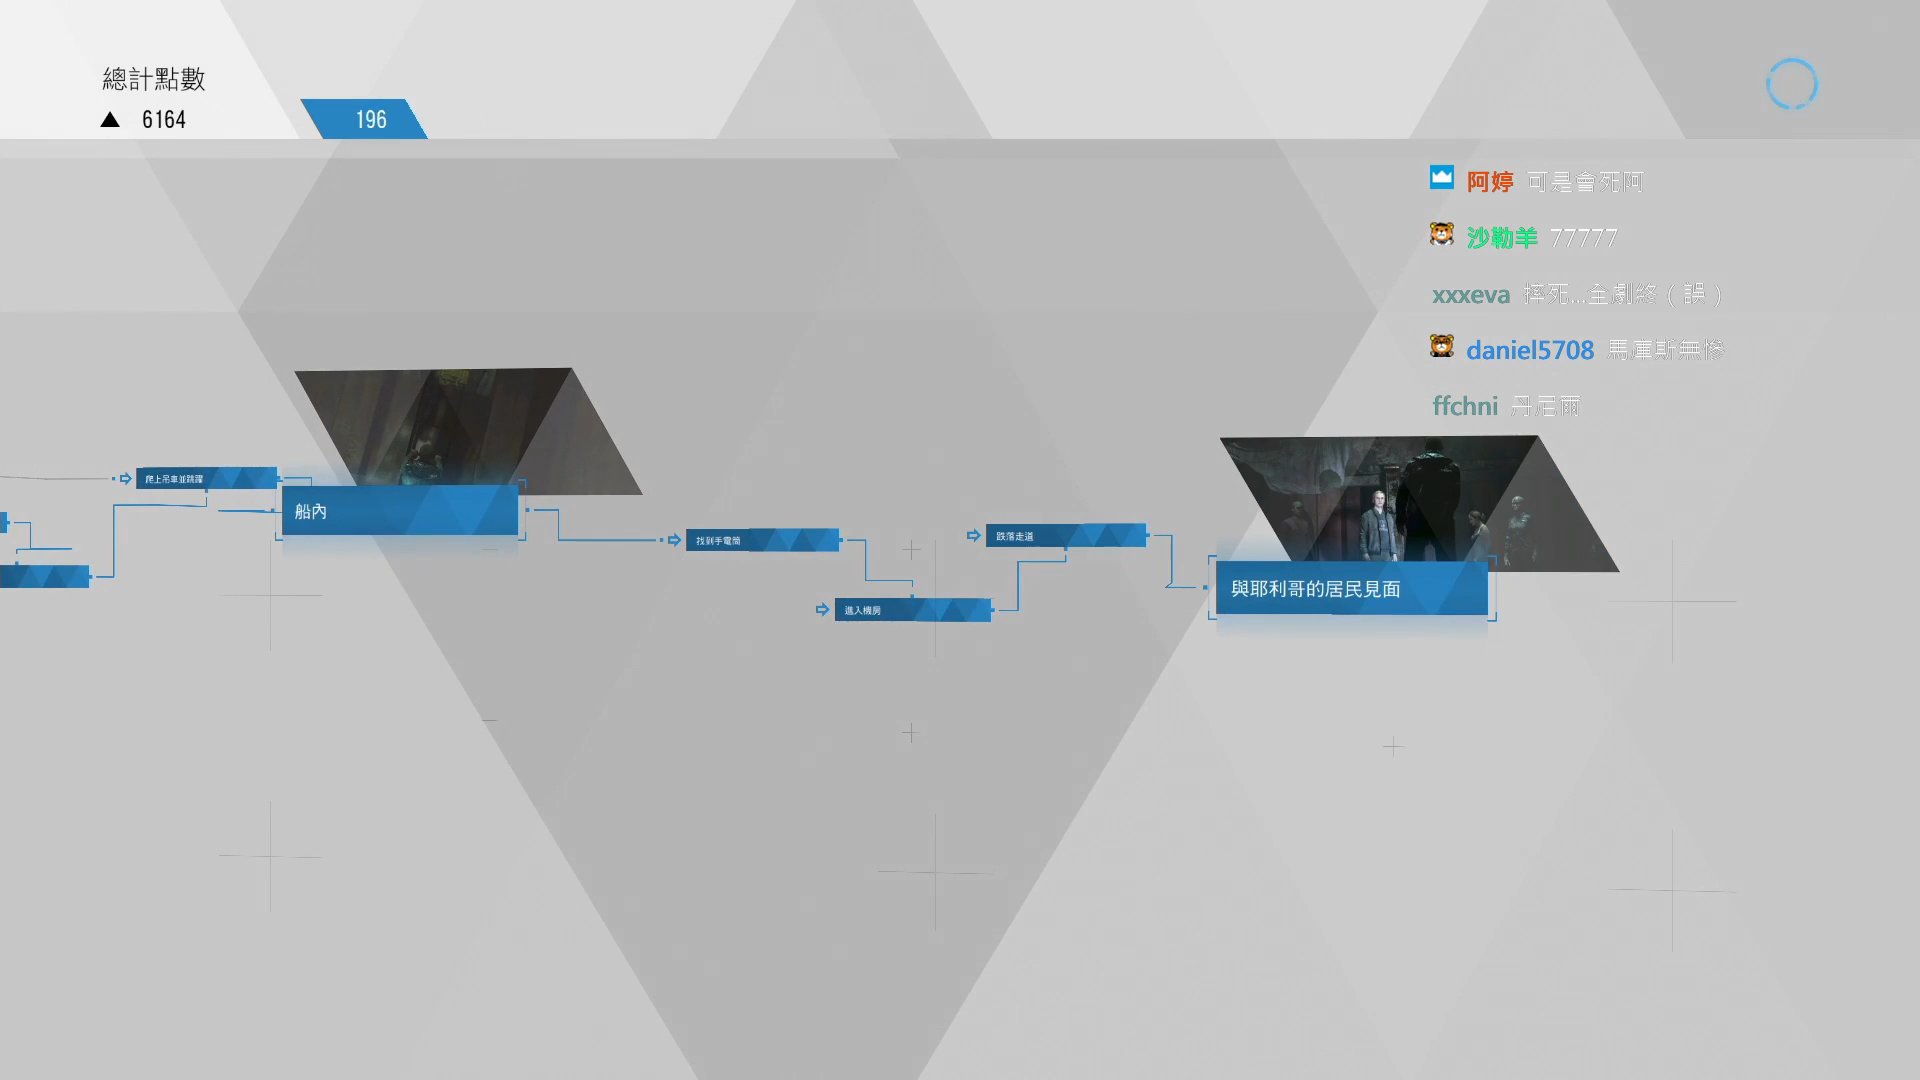 總計點數
▲ 6164
196
阿婷 可是會死阿
沙勒羊 77777
xxxeva 摔死...全劇終(誤)
daniel5708 馬庫斯無慘
ffchni 丹尼爾
爬上吊車並跳躍
船內
找到手電筒
跌落走道
進入機房
與耶利哥的居民見面